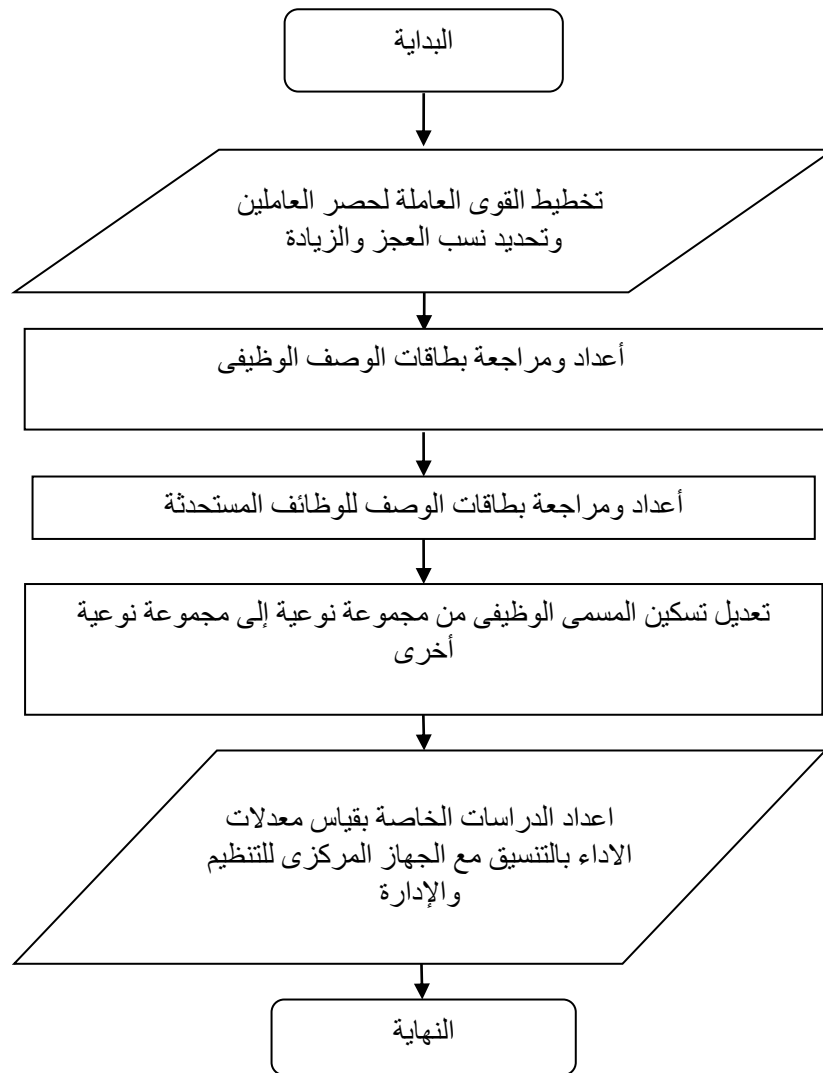 البداية
تخطيط القوى العاملة لحصر العاملين
وتحديد نسب العجز والزيادة
أعداد ومراجعة بطاقات الوصف الوظيفى
أعداد ومراجعة بطاقات الوصف للوظائف المستحدثة
تعديل تسكين المسمى الوظيفى من مجموعة نوعية إلى مجموعة نوعية
أخرى
اعداد الدراسات الخاصة بقياس معدلات
الاداء بالتنسيق مع الجهاز المركزى للتنظيم
والإدارة
النهاية